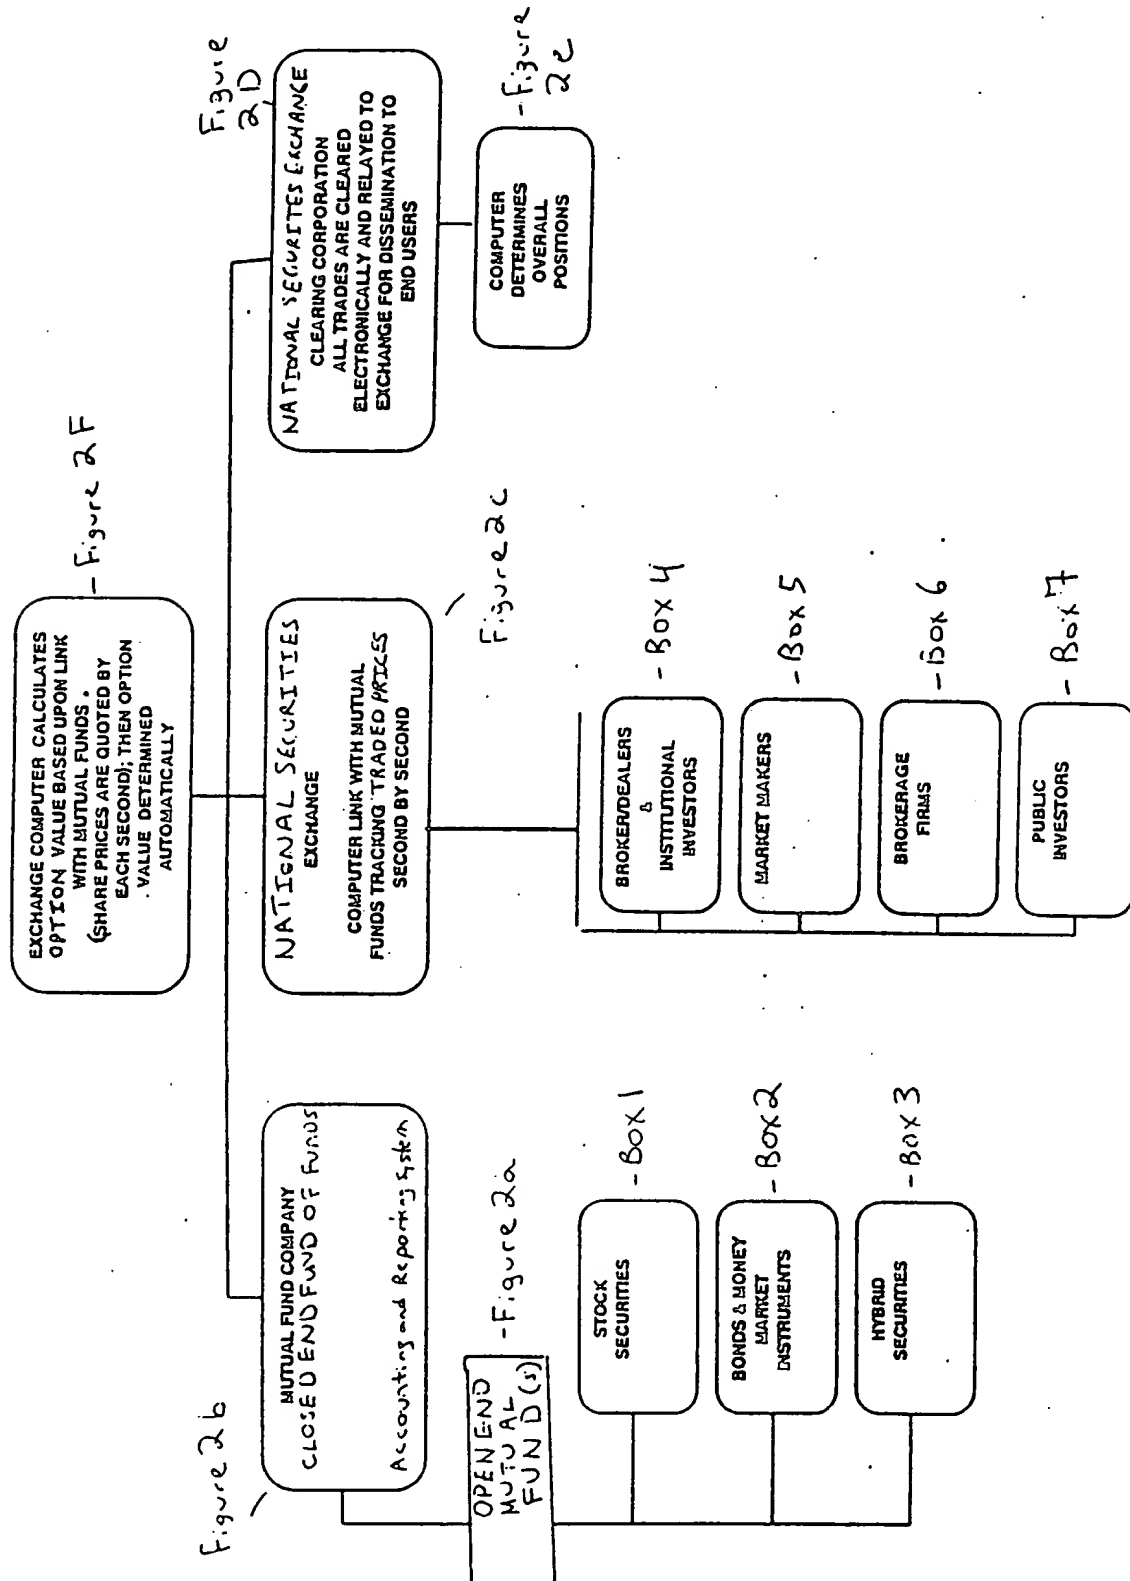 EXCHANGE COMPUTER CALCULATES
OPTION VALUE BASED UPON LINK
WITH MUTUAL FUNDS.
(SHARE PRICES ARE QUOTED BY
EACH SECOND); THEN OPTION
VALUE DETERMINED
AUTOMATICALLY
- Figure 2F
Figure 2b
MUTUAL FUND COMPANY
CLOSED END FUND OF FUNDS
Accounting and Reporting System
NATIONAL SECURITIES
EXCHANGE
COMPUTER LINK WITH MUTUAL
FUNDS TRACKING TRADED PRICES
SECOND BY SECOND
Figure 2c
Figure
2D
NATIONAL SECURITES EXCHANGE
CLEARING CORPORATION
ALL TRADES ARE CLEARED
ELECTRONICALLY AND RELAYED TO
EXCHANGE FOR DISSEMINATION TO
END USERS
OPEN END
MUTUAL
FUND(s)
- Figure 2a
COMPUTER
DETERMINES
OVERALL
POSITIONS
- Figure
2e
STOCK
SECURITIES
- Box 1
BONDS & MONEY
MARKET
INSTRUMENTS
- Box 2
HYBRID
SECURITIES
- Box 3
BROKER/DEALERS
&
INSTITUTIONAL
INVESTORS
- Box 4
MARKET MAKERS
- Box 5
BROKERAGE
FIRMS
- Box 6
PUBLIC
INVESTORS
- Box 7